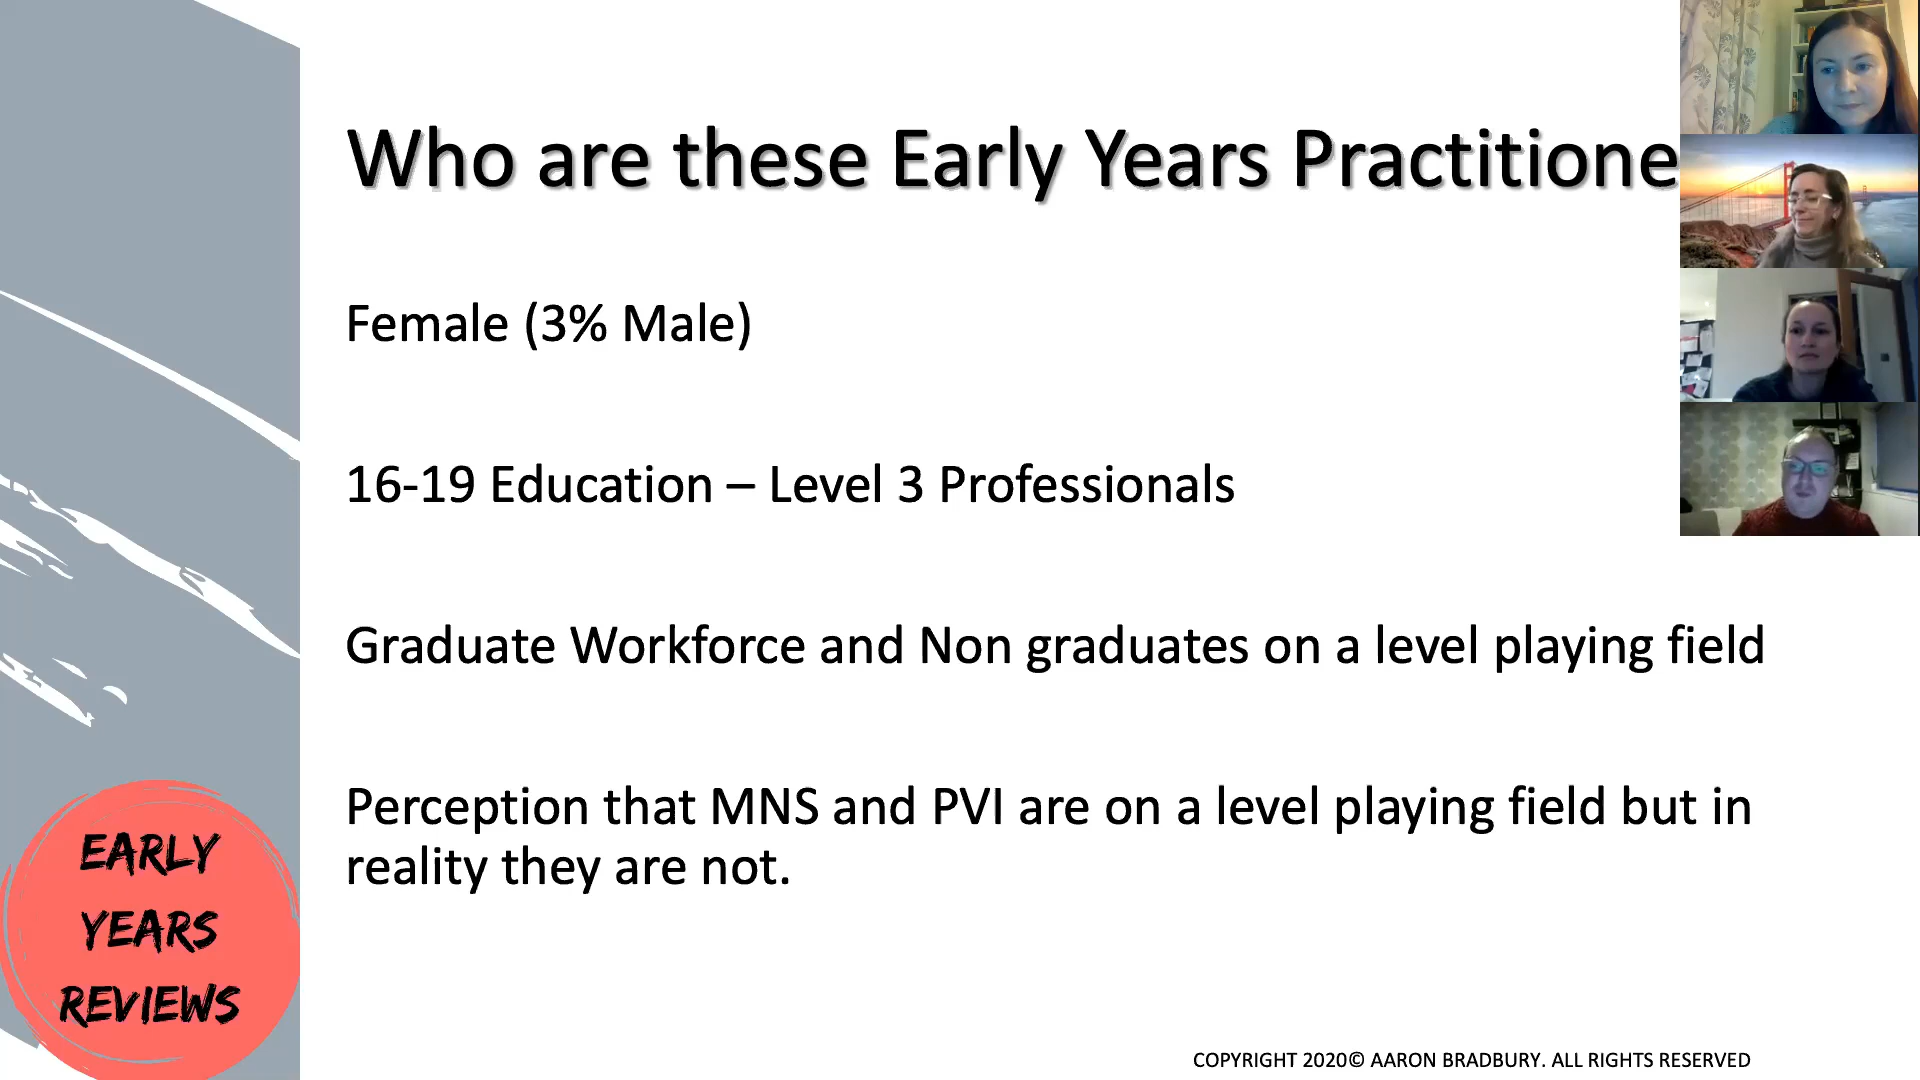 Who are these Early Years Practitione
Female (3% Male)
16-19 Education – Level 3 Professionals
Graduate Workforce and Non graduates on a level playing field
Perception that MNS and PVI are on a level playing field but in
reality they are not.
EARLY
YEARS
REVIEWS
COPYRIGHT 2020© AARON BRADBURY. ALL RIGHTS RESERVED